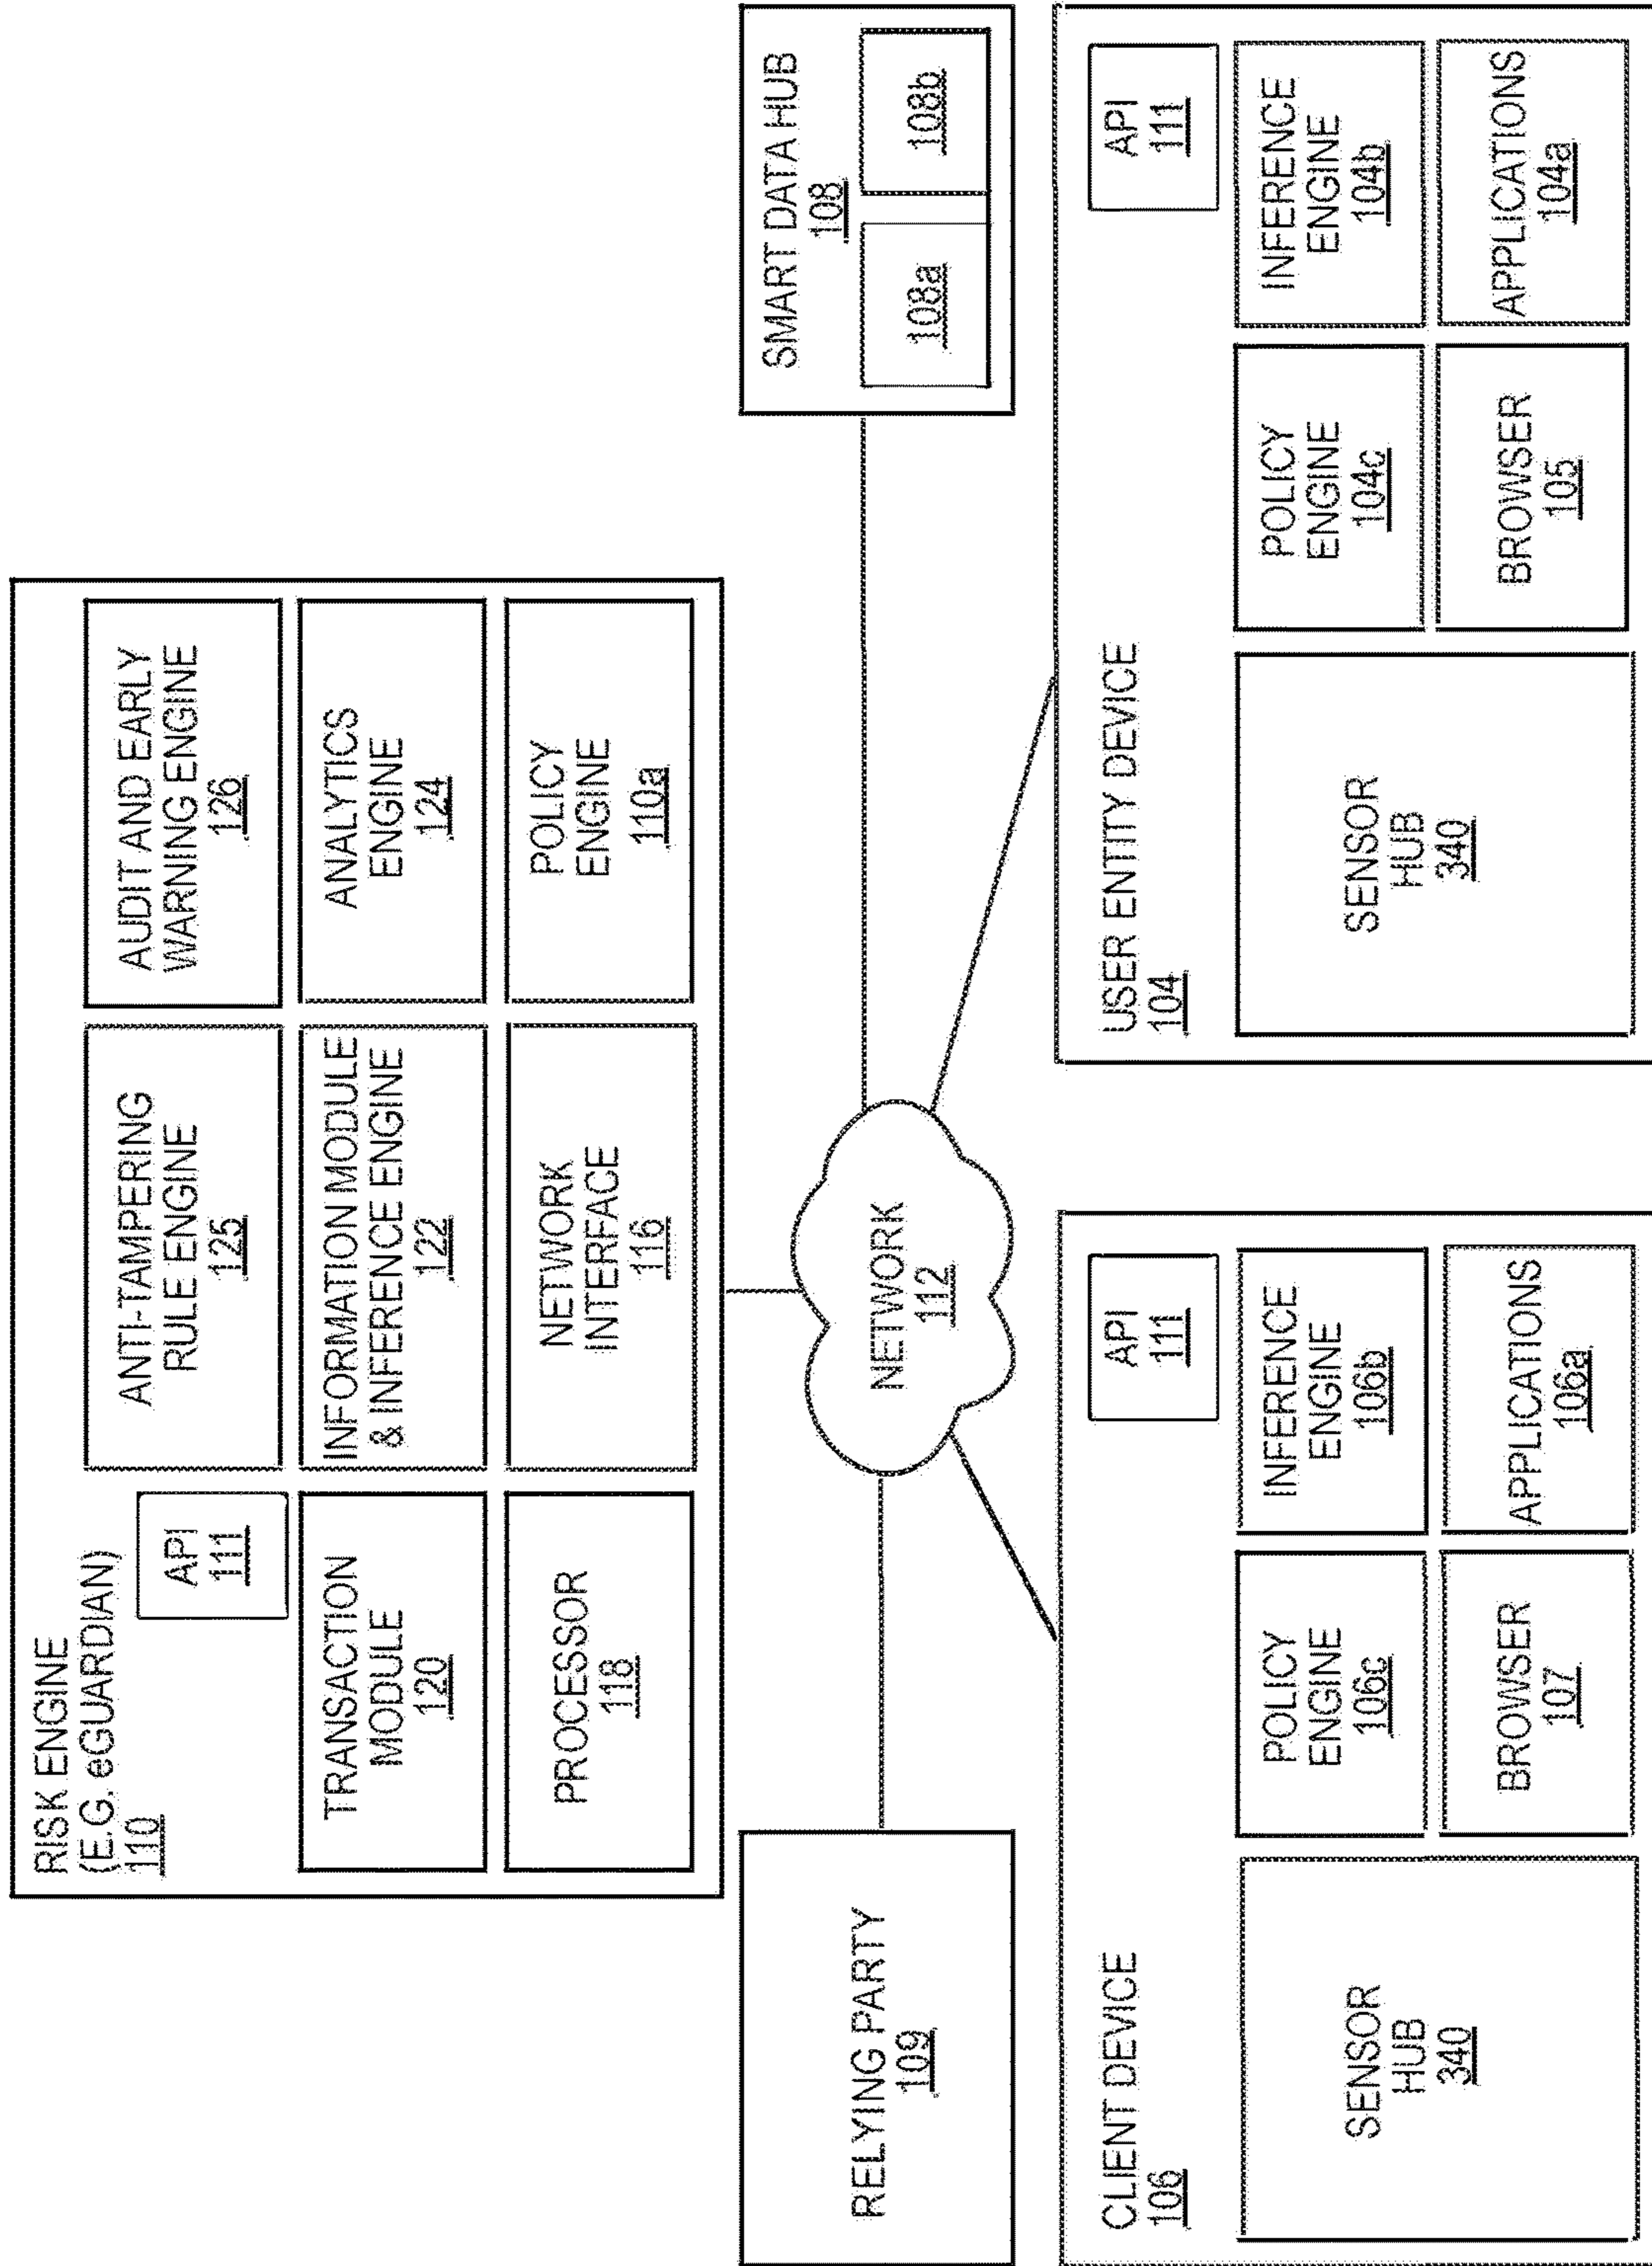 RISK ENGINE
(E.G. eGUARDIAN)
110
API
111
ANTI-TAMPERING
RULE ENGINE
125
AUDIT AND EARLY
WARNING ENGINE
126
TRANSACTION
MODULE
120
INFORMATION MODULE
& INFERENCE ENGINE
122
ANALYTICS
ENGINE
124
PROCESSOR
118
NETWORK
INTERFACE
116
POLICY
ENGINE
110a
RELYING PARTY
109
NETWORK
112
SMART DATA HUB
108
108a
108b
CLIENT DEVICE
106
API
111
SENSOR
HUB
340
POLICY
ENGINE
106c
INFERENCE
ENGINE
106b
BROWSER
107
APPLICATIONS
106a
USER ENTITY DEVICE
104
API
111
SENSOR
HUB
340
POLICY
ENGINE
104c
INFERENCE
ENGINE
104b
BROWSER
105
APPLICATIONS
104a